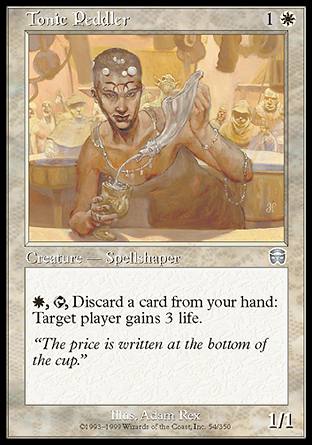 Tonic Peddler 1
Creature — Spellshaper
, , Discard a card from your hand:
Target player gains 3 life.
“The price is written at the bottom of
the cup.”
Illus. Adam Rex
©1993–1999 Wizards of the Coast, Inc. 54/350
1/1